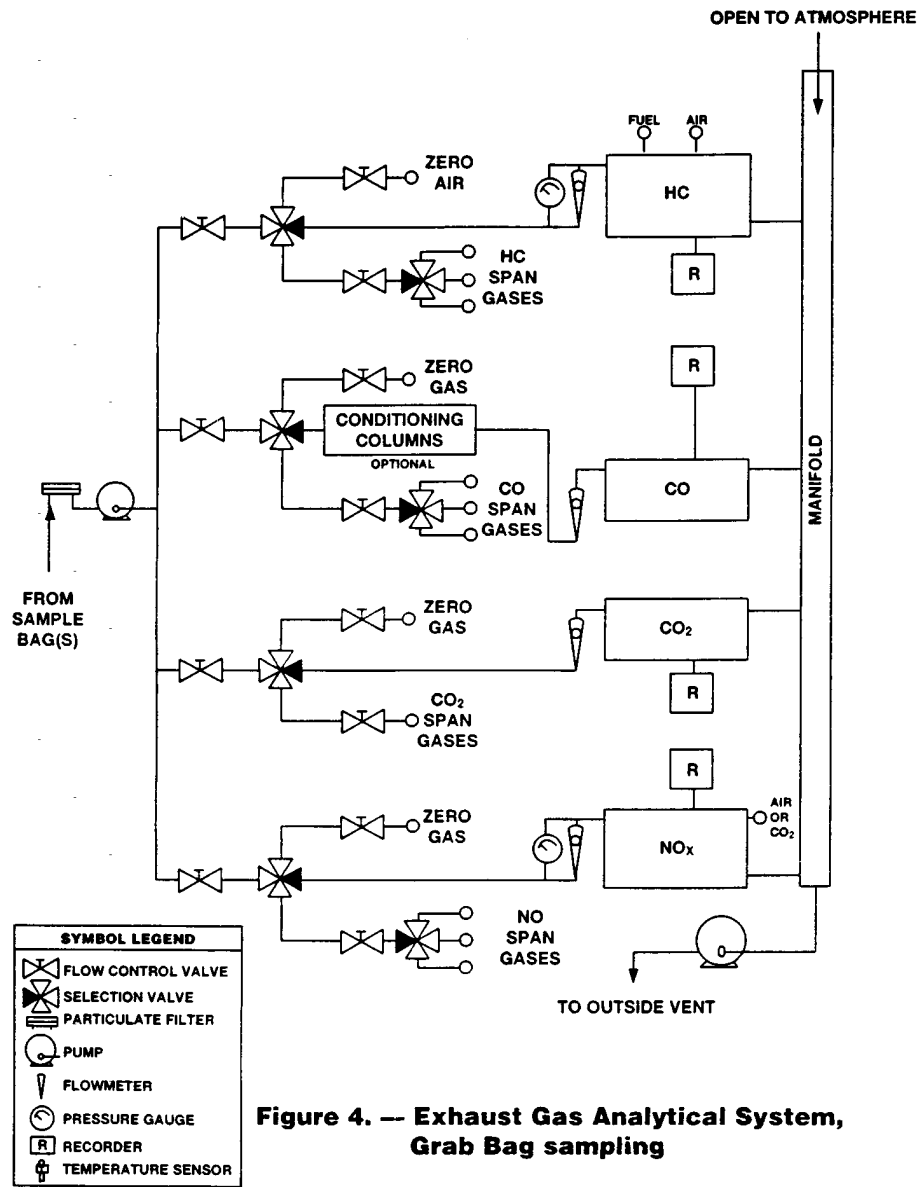 OPEN TO ATMOSPHERE
FUEL
AIR
ZERO
AIR
HC
HC
SPAN
GASES
R
ZERO
GAS
R
CONDITIONING
COLUMNS
OPTIONAL
CO
SPAN
GASES
CO
MANIFOLD
FROM
SAMPLE
BAG(S)
ZERO
GAS
CO₂
CO₂
SPAN
GASES
R
R
ZERO
GAS
AIR
OR
CO₂
NOₓ
NO
SPAN
GASES
TO OUTSIDE VENT
SYMBOL LEGEND
FLOW CONTROL VALVE
SELECTION VALVE
PARTICULATE FILTER
PUMP
FLOWMETER
PRESSURE GAUGE
R RECORDER
TEMPERATURE SENSOR
Figure 4. — Exhaust Gas Analytical System,
Grab Bag sampling